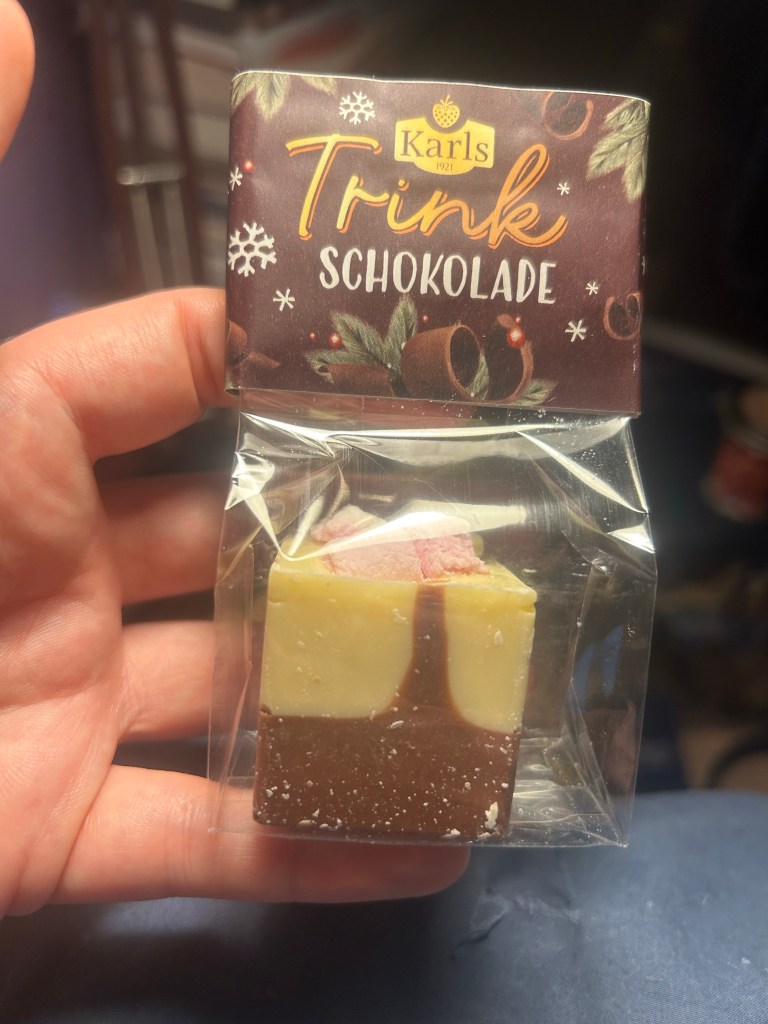 Karls
1921
Trink
SCHOKOLADE